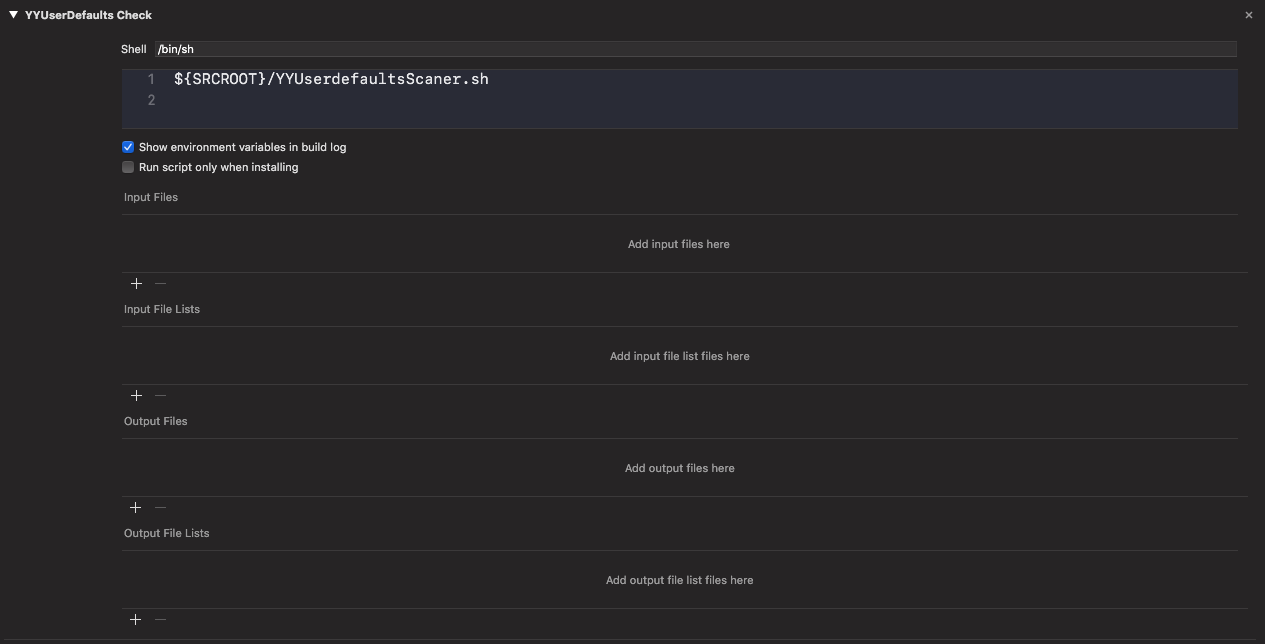 YYUserDefaults Check
Shell /bin/sh
1 ${SRCROOT}/YYUserdefaultsScaner.sh
2
Show environment variables in build log
Run script only when installing
Input Files
Add input files here
Input File Lists
Add input file list files here
Output Files
Add output files here
Output File Lists
Add output file list files here